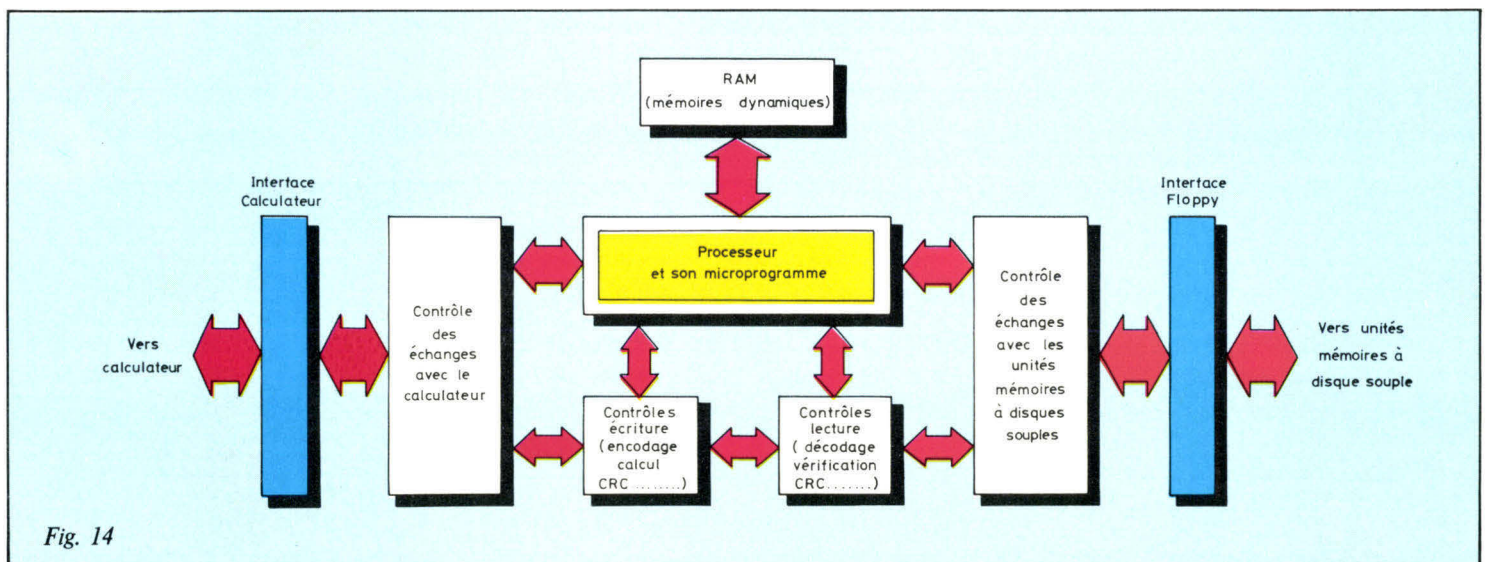 RAM
(mémoires dynamiques)
Interface
Calculateur
Interface
Floppy
Processeur
et son microprogramme
Contrôle
des
échanges
avec le
calculateur
Contrôle
des
échanges
avec les
unités
mémoires
à disques
souples
Vers
calculateur
Vers unités
mémoires à
disque souple
Contrôles
écriture
(encodage
calcul
CRC........)
Contrôles
lecture
( décodage
vérification
CRC.......)
Fig. 14